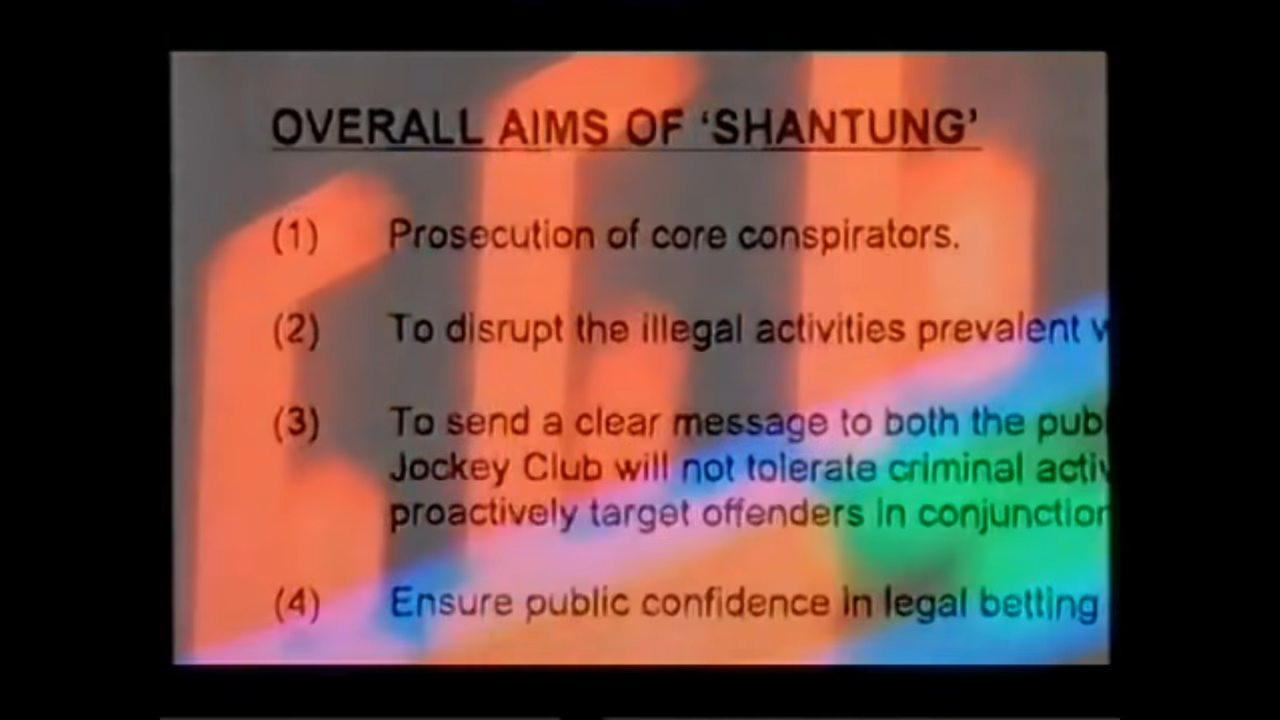 OVERALL AIMS OF ‘SHANTUNG’
(1) Prosecution of core conspirators.
(2) To disrupt the illegal activities prevalent
(3) To send a clear message to both the
Jockey Club will not tolerate criminal
proactively target offenders in conjunction
(4) Ensure public confidence in legal betting